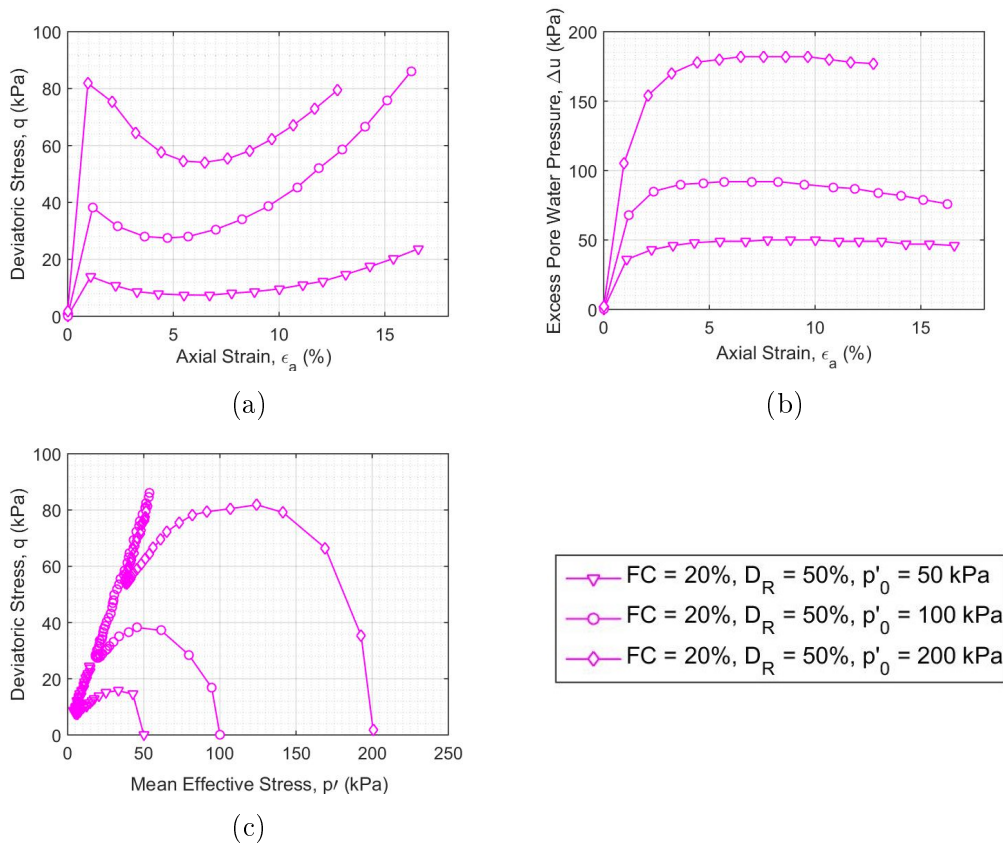 100
80
60
40
20
0
0 5 10 15
Deviatoric Stress, q (kPa)
Axial Strain, ϵa (%)
(a)
200
150
100
50
0
0 5 10 15
Excess Pore Water Pressure, Δu (kPa)
Axial Strain, ϵa (%)
(b)
100
80
60
40
20
0
0 50 100 150 200 250
Deviatoric Stress, q (kPa)
Mean Effective Stress, p′ (kPa)
(c)
FC = 20%, DR = 50%, p'0 = 50 kPa
FC = 20%, DR = 50%, p'0 = 100 kPa
FC = 20%, DR = 50%, p'0 = 200 kPa